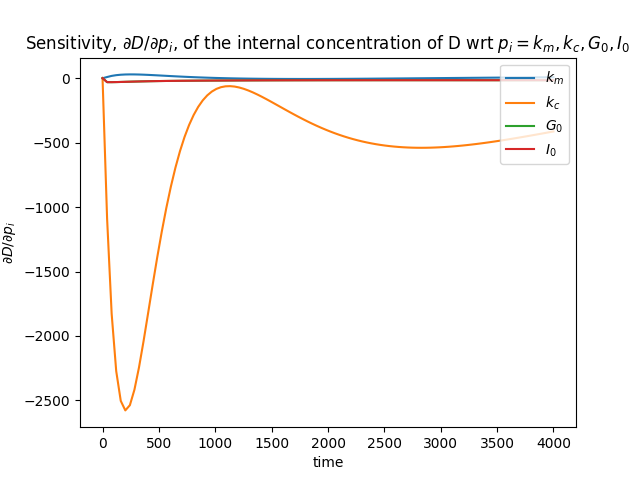 Sensitivity, ∂D/∂p_i, of the internal concentration of D wrt p_i = k_m, k_c, G_0, I_0
0
−500
−1000
−1500
−2000
−2500
∂D/∂p_i
k_m
k_c
G_0
I_0
0 500 1000 1500 2000 2500 3000 3500 4000
time